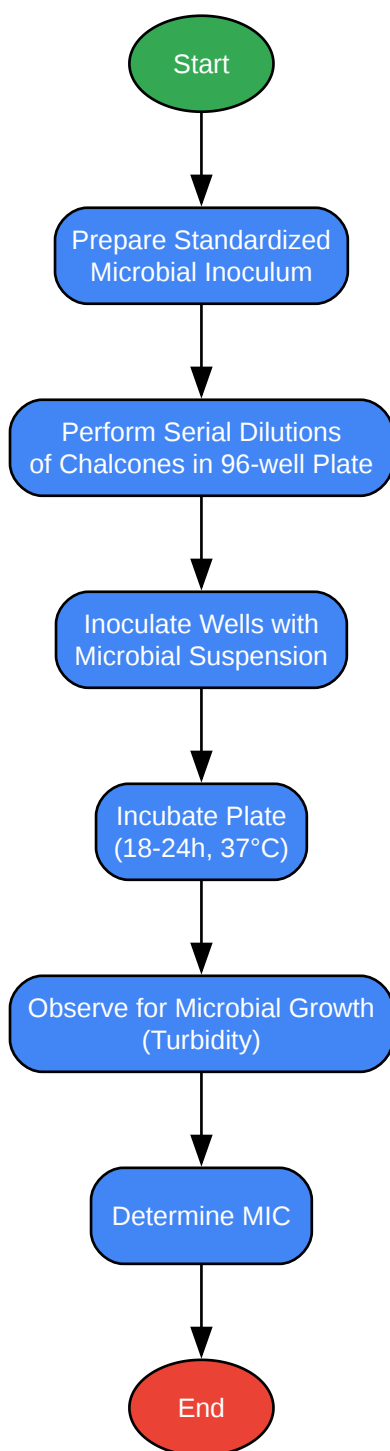 Start
Prepare Standardized
Microbial Inoculum
Perform Serial Dilutions
of Chalcones in 96-well Plate
Inoculate Wells with
Microbial Suspension
Incubate Plate
(18-24h, 37°C)
Observe for Microbial Growth
(Turbidity)
Determine MIC
End